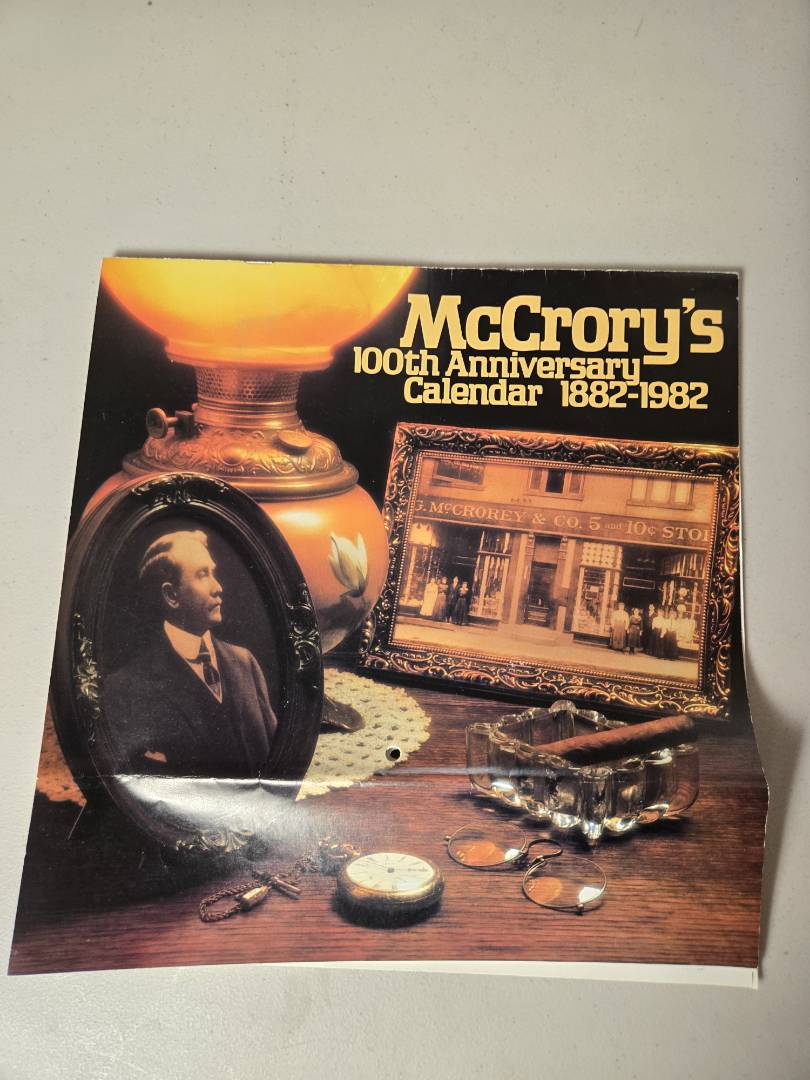 McCrory's
100th Anniversary
Calendar 1882-1982
G. McCROREY & CO. 5 and 10¢ STO